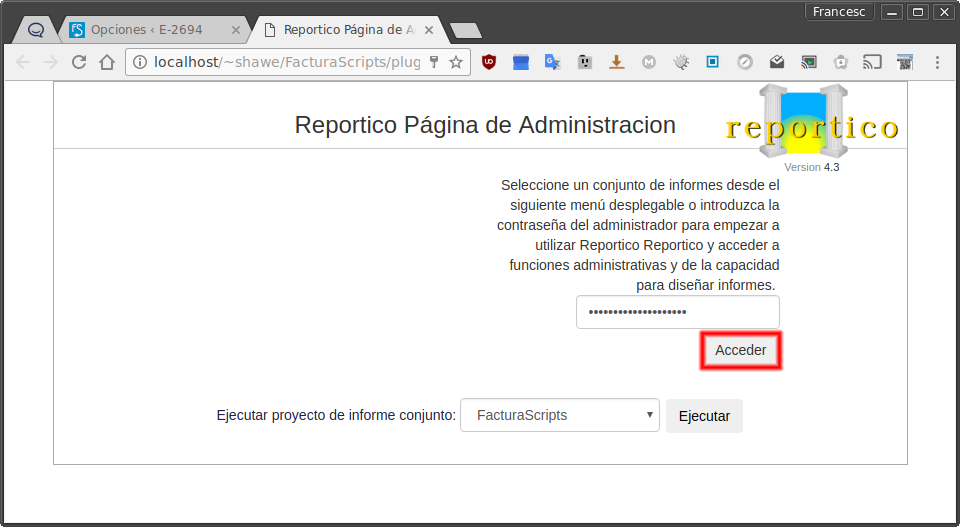 Francesc
Opciones ‹ E-2694
Reportico Página de A
localhost/~shawe/FacturaScripts/plug
Reportico Página de Administracion
reportico
Version 4.3
Seleccione un conjunto de informes desde el
siguiente menú desplegable o introduzca la
contraseña del administrador para empezar a
utilizar Reportico Reportico y acceder a
funciones administrativas y de la capacidad
para diseñar informes.
••••••••••••••••••••
Acceder
Ejecutar proyecto de informe conjunto: FacturaScripts Ejecutar